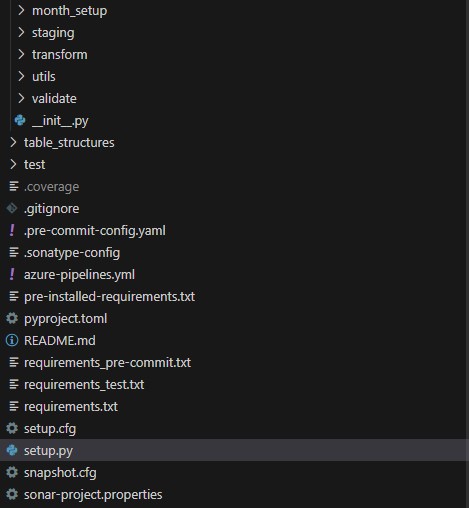 month_setup
staging
transform
utils
validate
__init__.py
table_structures
test
.coverage
.gitignore
.pre-commit-config.yaml
.sonatype-config
azure-pipelines.yml
pre-installed-requirements.txt
pyproject.toml
README.md
requirements_pre-commit.txt
requirements_test.txt
requirements.txt
setup.cfg
setup.py
snapshot.cfg
sonar-project.properties